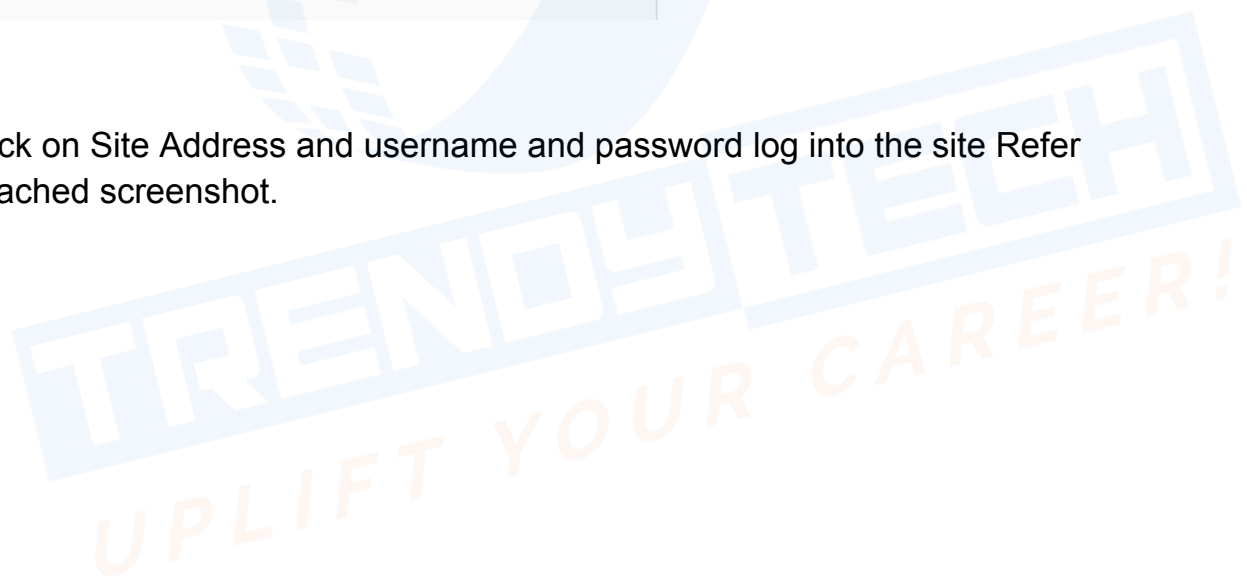 ck on Site Address and username and password log into the site Refer
ached screenshot.
TRENDYTECH
UPLIFT YOUR CAREER!